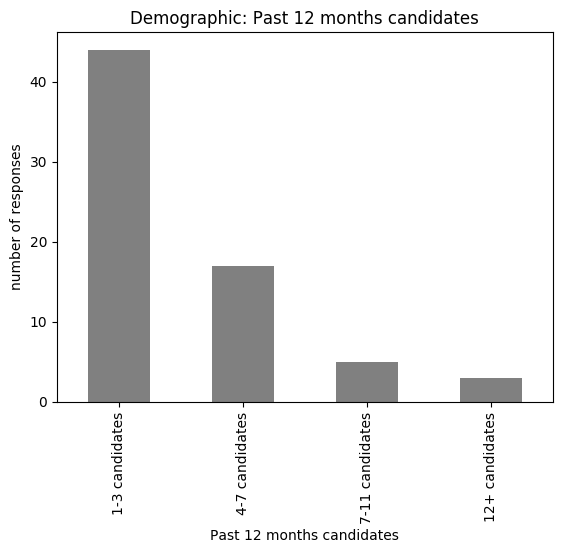 Demographic: Past 12 months candidates
number of responses
40
30
20
10
0
1-3 candidates
4-7 candidates
7-11 candidates
12+ candidates
Past 12 months candidates